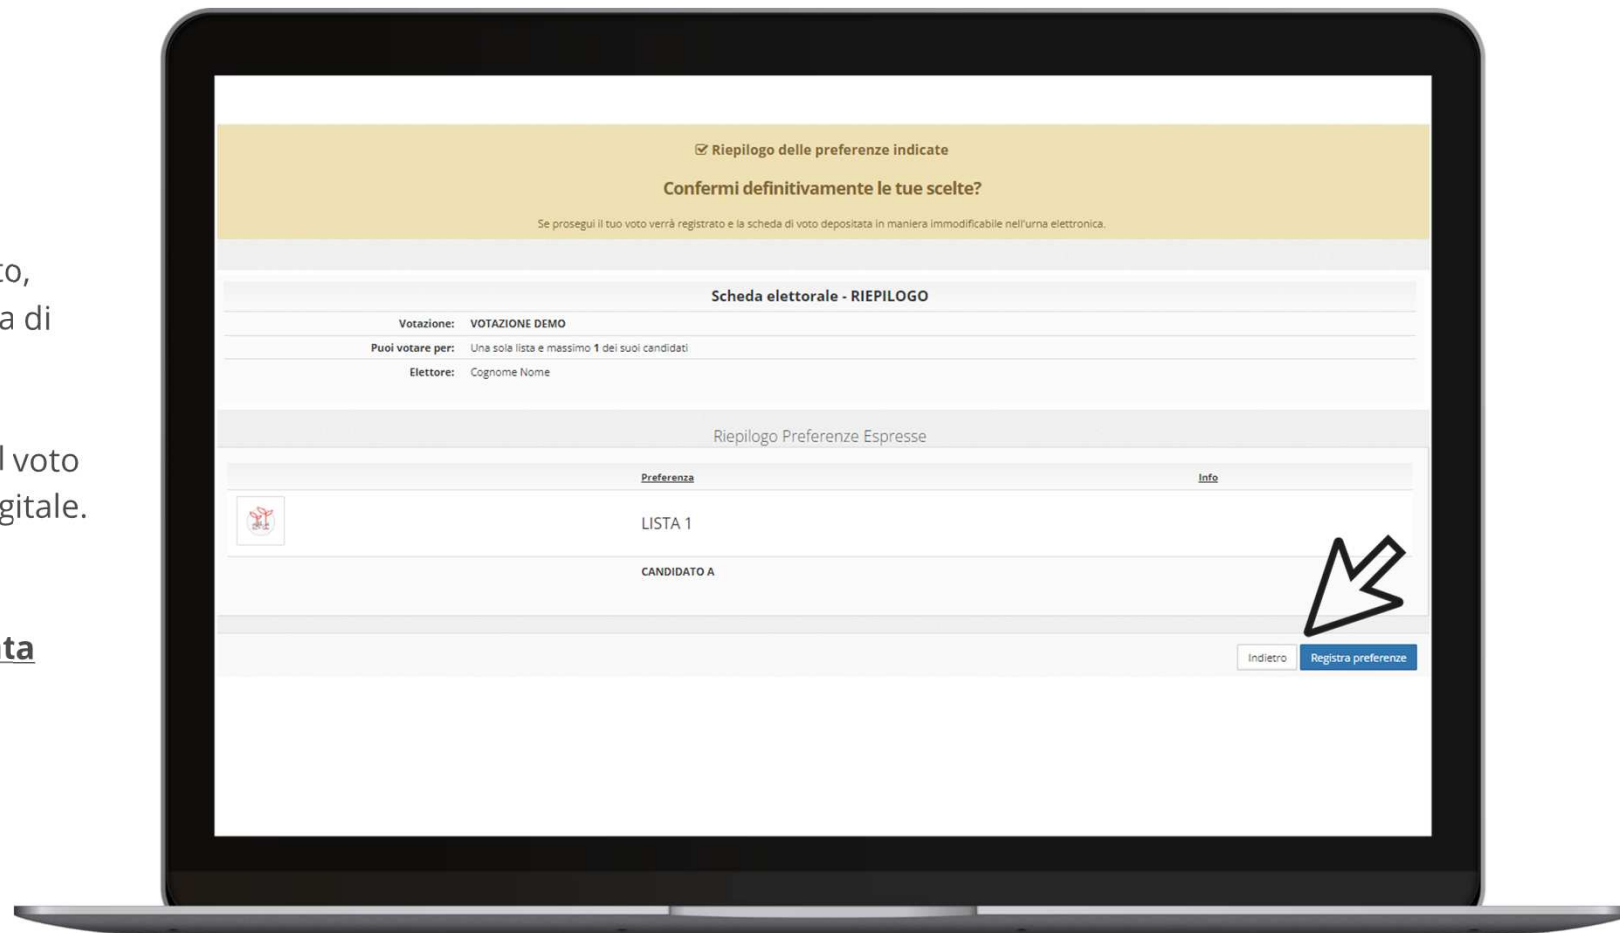 to,
a di
l voto
gitale.
ta
Riepilogo delle preferenze indicate
Confermi definitivamente le tue scelte?
Se prosegui il tuo voto verrà registrato e la scheda di voto depositata in maniera immodificabile nell'urna elettronica.
Scheda elettorale - RIEPILOGO
Votazione: VOTAZIONE DEMO
Puoi votare per: Una sola lista e massimo 1 dei suoi candidati
Elettore: Cognome Nome
Riepilogo Preferenze Espresse
Preferenza Info
LISTA 1
CANDIDATO A
Indietro Registra preferenze